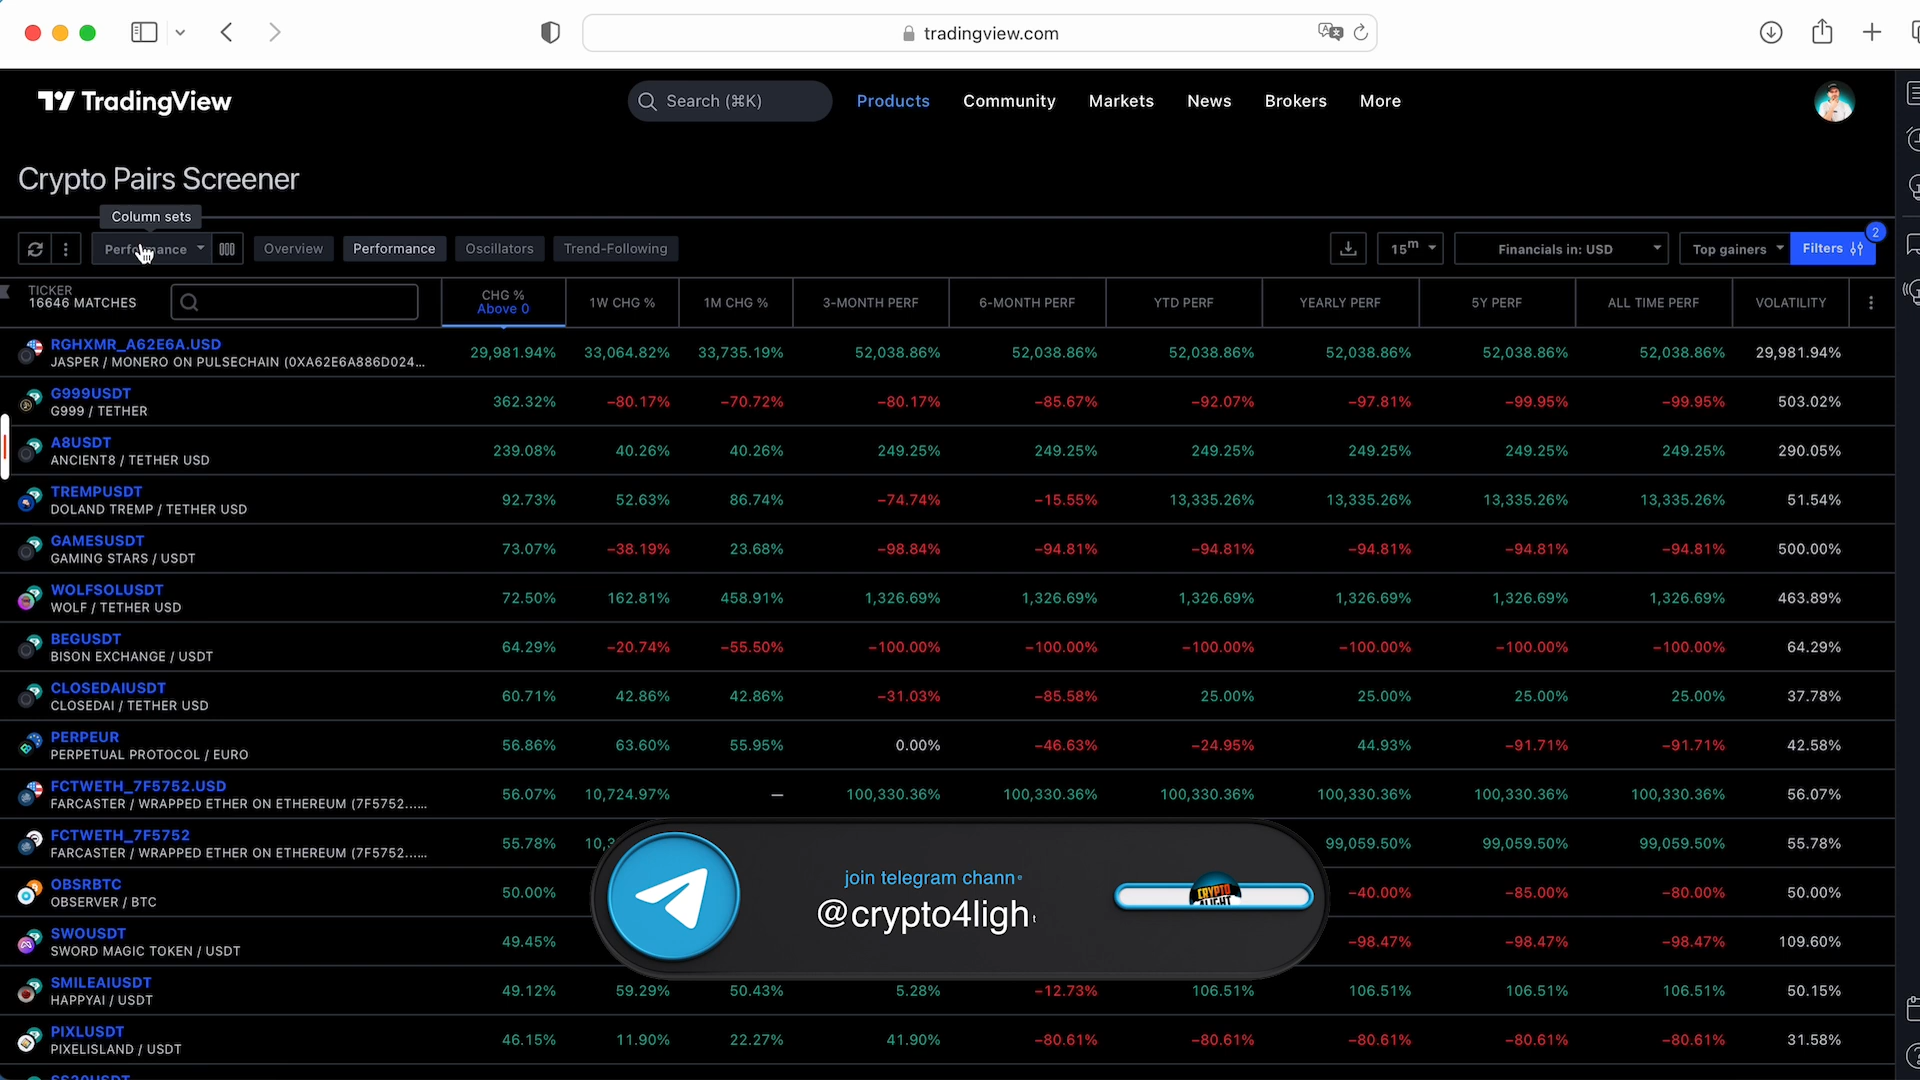 tradingview.com
TradingView
Search (⌘K)
Products
Community
Markets
News
Brokers
More
Crypto Pairs Screener
Column sets
Performance
Overview
Performance
Oscillators
Trend-Following
15m
Financials in: USD
Top gainers
Filters
2
TICKER
16646 MATCHES
CHG %
Above 0
1W CHG %
1M CHG %
3-MONTH PERF
6-MONTH PERF
YTD PERF
YEARLY PERF
5Y PERF
ALL TIME PERF
VOLATILITY
RGHXMR_A62E6A.USD
JASPER / MONERO ON PULSECHAIN (0XA62E6A886D024...
29,981.94% 33,064.82% 33,735.19% 52,038.86% 52,038.86% 52,038.86% 52,038.86% 52,038.86% 52,038.86% 29,981.94%
G999USDT
G999 / TETHER
362.32% −80.17% −70.72% −80.17% −85.67% −92.07% −97.81% −99.95% −99.95% 503.02%
A8USDT
ANCIENT8 / TETHER USD
239.08% 40.26% 40.26% 249.25% 249.25% 249.25% 249.25% 249.25% 249.25% 290.05%
TREMPUSDT
DOLAND TREMP / TETHER USD
92.73% 52.63% 86.74% −74.74% −15.55% 13,335.26% 13,335.26% 13,335.26% 13,335.26% 51.54%
GAMESUSDT
GAMING STARS / USDT
73.07% −38.19% 23.68% −98.84% −94.81% −94.81% −94.81% −94.81% −94.81% 500.00%
WOLFSOLUSDT
WOLF / TETHER USD
72.50% 162.81% 458.91% 1,326.69% 1,326.69% 1,326.69% 1,326.69% 1,326.69% 1,326.69% 463.89%
BEGUSDT
BISON EXCHANGE / USDT
64.29% −20.74% −55.50% −100.00% −100.00% −100.00% −100.00% −100.00% −100.00% 64.29%
CLOSEDAIUSDT
CLOSEDAI / TETHER USD
60.71% 42.86% 42.86% −31.03% −85.58% 25.00% 25.00% 25.00% 25.00% 37.78%
PERPEUR
PERPETUAL PROTOCOL / EURO
56.86% 63.60% 55.95% 0.00% −46.63% −24.95% 44.93% −91.71% −91.71% 42.58%
FCTWETH_7F5752.USD
FARCASTER / WRAPPED ETHER ON ETHEREUM (7F5752......
56.07% 10,724.97% — 100,330.36% 100,330.36% 100,330.36% 100,330.36% 100,330.36% 100,330.36% 56.07%
FCTWETH_7F5752
FARCASTER / WRAPPED ETHER ON ETHEREUM (7F5752......
55.78% 10,3 99,059.50% 99,059.50% 99,059.50% 55.78%
OBSRBTC
OBSERVER / BTC
50.00% −40.00% −85.00% −80.00% 50.00%
SWOUSDT
SWORD MAGIC TOKEN / USDT
49.45% −98.47% −98.47% −98.47% 109.60%
join telegram chann
@crypto4light
CRYPTO
4LIGHT
SMILEAIUSDT
HAPPYAI / USDT
49.12% 59.29% 50.43% 5.28% −12.73% 106.51% 106.51% 106.51% 106.51% 50.15%
PIXLUSDT
PIXELISLAND / USDT
46.15% 11.90% 22.27% 41.90% −80.61% −80.61% −80.61% −80.61% −80.61% 31.58%